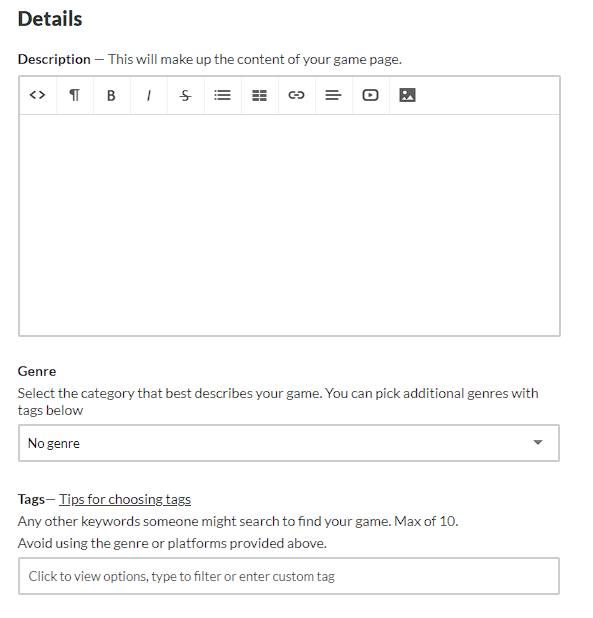 Details
Description — This will make up the content of your game page.
<> ¶ B I S
Genre
Select the category that best describes your game. You can pick additional genres with
tags below
No genre
Tags— Tips for choosing tags
Any other keywords someone might search to find your game. Max of 10.
Avoid using the genre or platforms provided above.
Click to view options, type to filter or enter custom tag